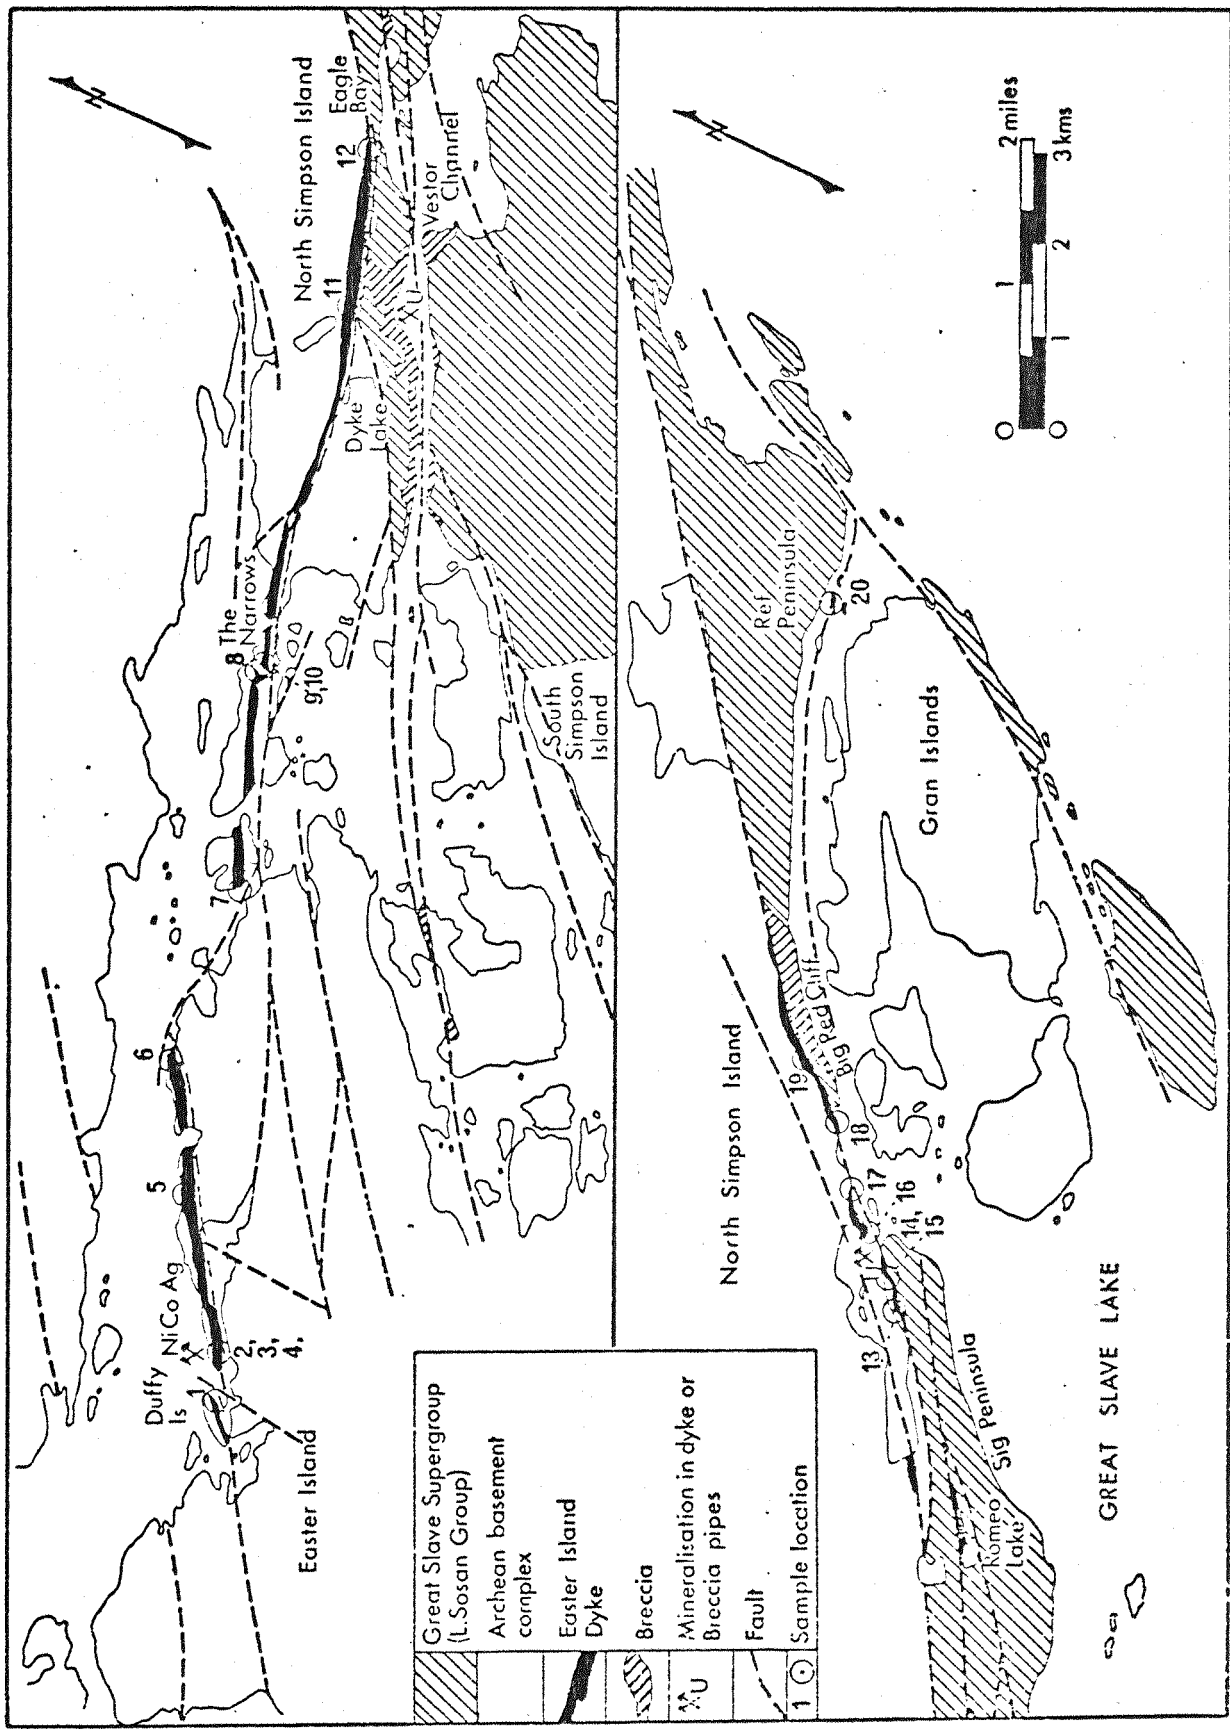 N
Eagle
Bay
North Simpson Island
12
11
Vestor
Channel
U
Dyke
Lake
The
Narrows
8
9,10
South
Simpson
Island
7
6
5
NiCo Ag
Duffy
Is
1
2,
3,
4,
Easter Island
Great Slave Supergroup
(L.Sosan Group)
Archean basement
complex
Easter Island
Dyke
Breccia
U
Mineralisation in dyke or
Breccia pipes
Fault
1
Sample location
N
0 1 2 miles
0 1 2 3 kms
Ref
Peninsula
20
Gran Islands
Big Red Cliff
North Simpson Island
19
18
17
14, 16
15
13
Sig Peninsula
Romeo
Lake
GREAT SLAVE LAKE